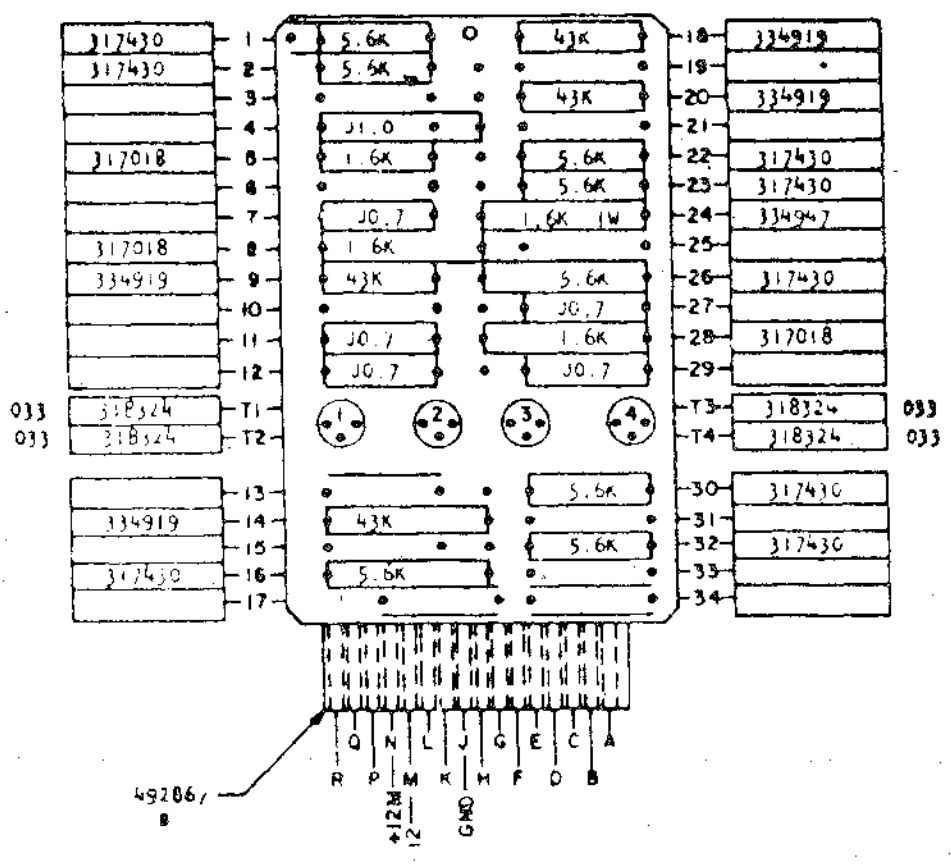 317430 1 5.6K 43K 18 334919
317430 2 5.6K 19
3 43K 20 334919
4 J1.0 21
317018 5 1.6K 5.6K 22 317430
6 5.6K 23 317430
7 J0.7 1.6K 1W 24 334947
317018 8 1.6K 25
334919 9 43K 5.6K 26 317430
10 J0.7 27
11 J0.7 1.6K 28 317018
12 J0.7 J0.7 29
033 318324 T1 1 2 3 4 T3 318324 033
033 318324 T2 T4 318324 033
13 5.6K 30 317430
334919 14 43K 31
15 5.6K 32 317430
317430 16 5.6K 33
17 34
Q N L J G E C A
R P M K H F D B
+12M
12
GND
49286/
B